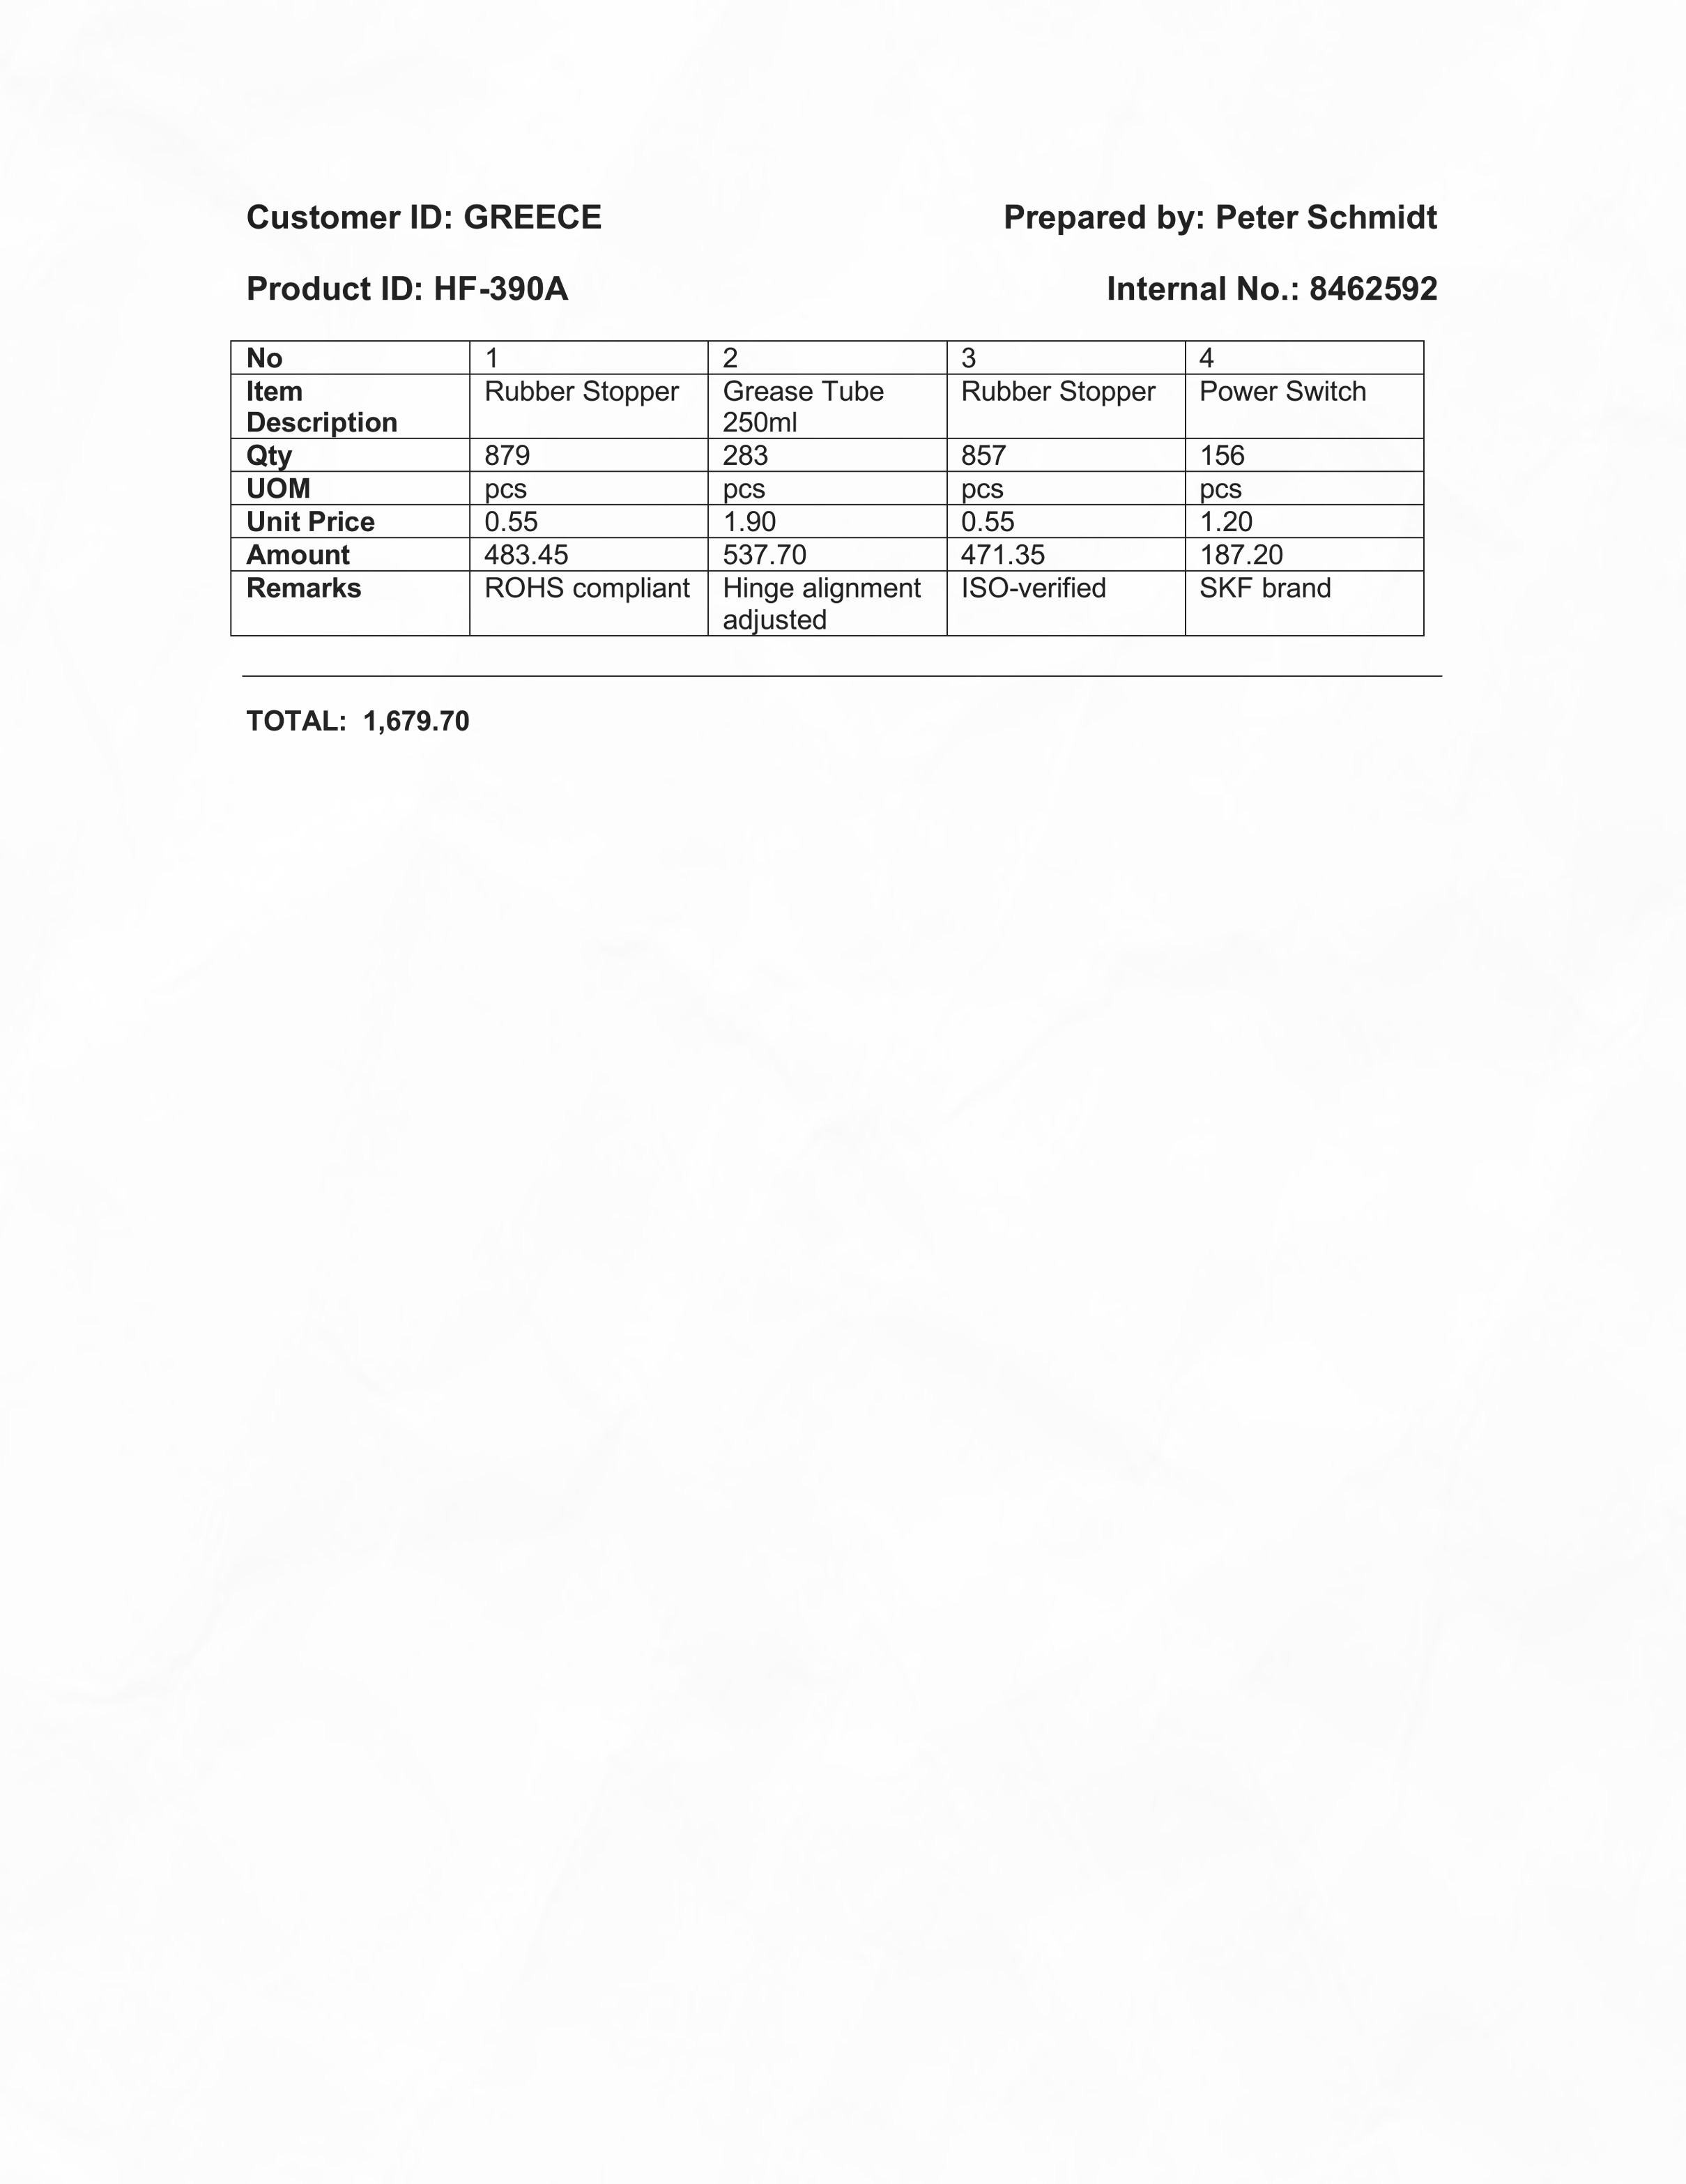 Customer ID: GREECE Prepared by: Peter Schmidt
Product ID: HF-390A Internal No.: 8462592
No 1 2 3 4
Item Description Rubber Stopper Grease Tube 250ml Rubber Stopper Power Switch
Qty 879 283 857 156
UOM pcs pcs pcs pcs
Unit Price 0.55 1.90 0.55 1.20
Amount 483.45 537.70 471.35 187.20
Remarks ROHS compliant Hinge alignment adjusted ISO-verified SKF brand
TOTAL: 1,679.70